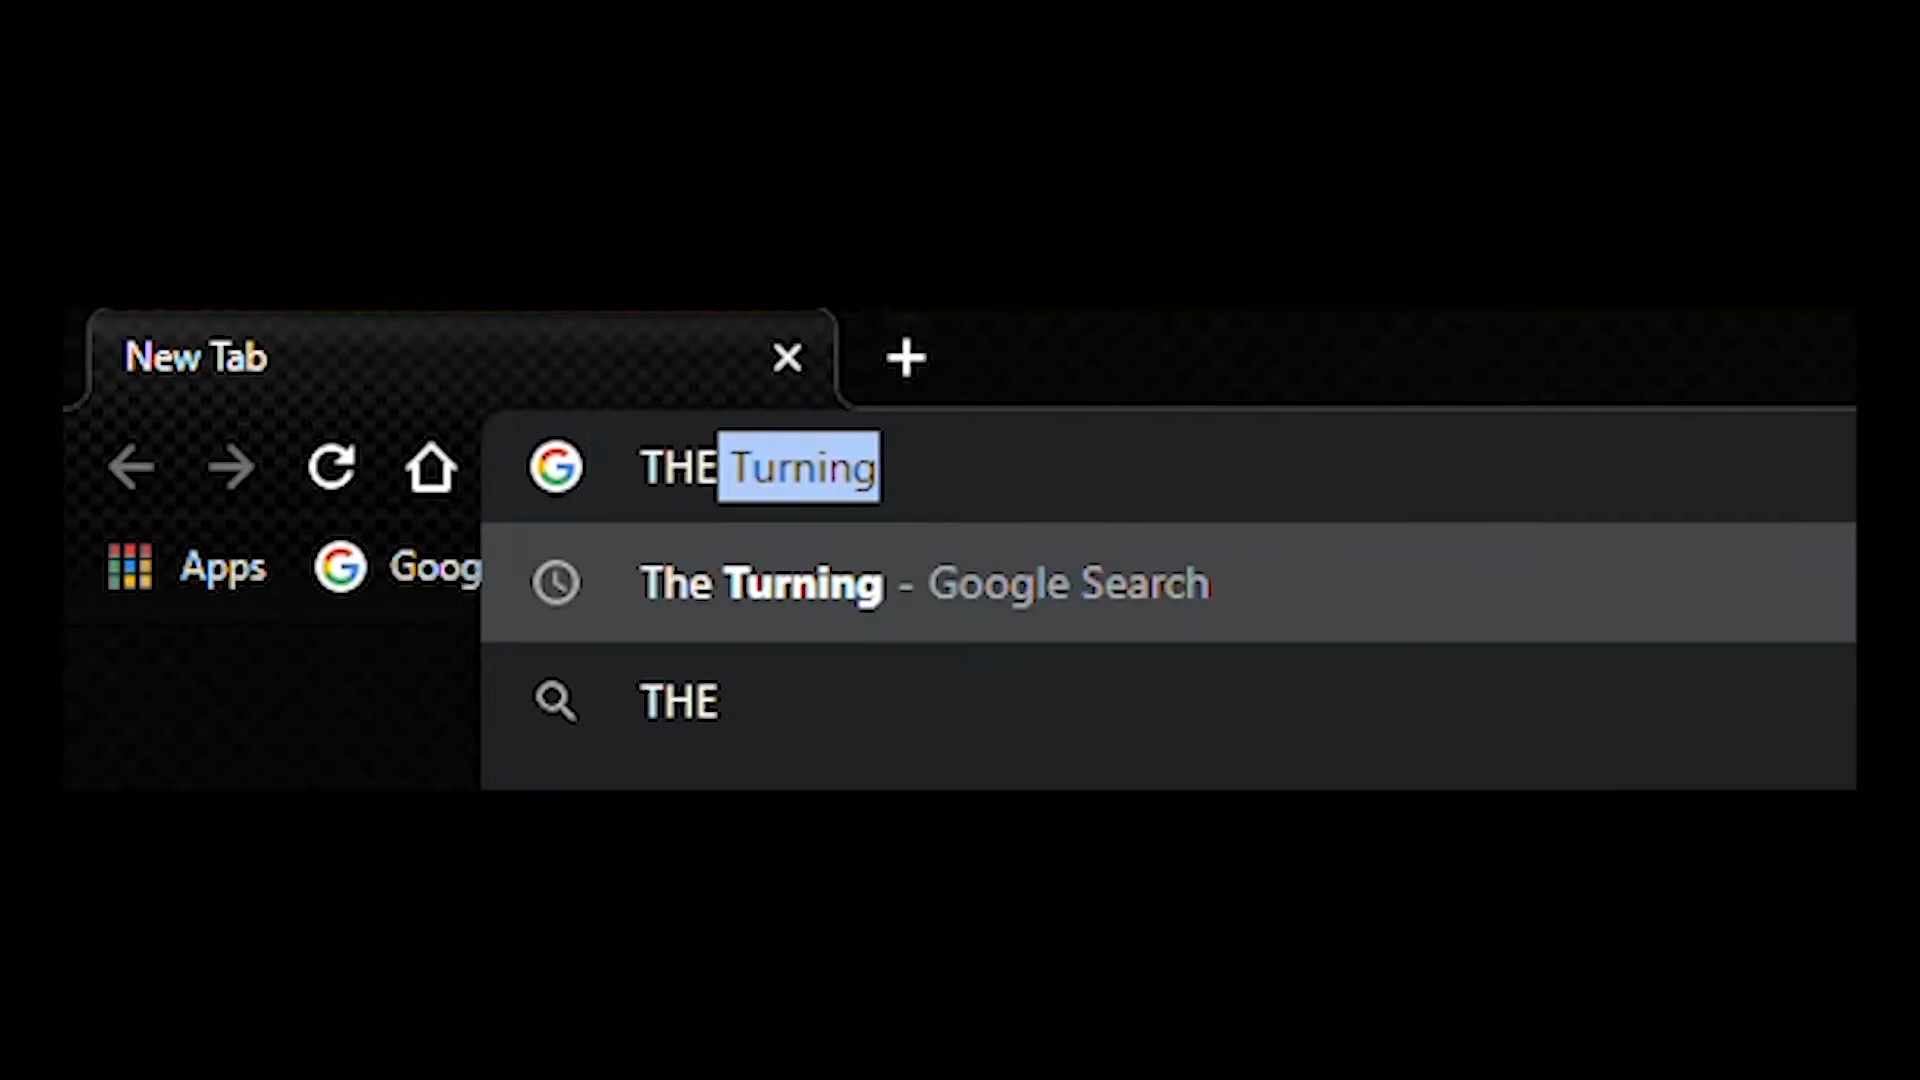 New Tab
THE Turning
Apps Goog
The Turning - Google Search
THE